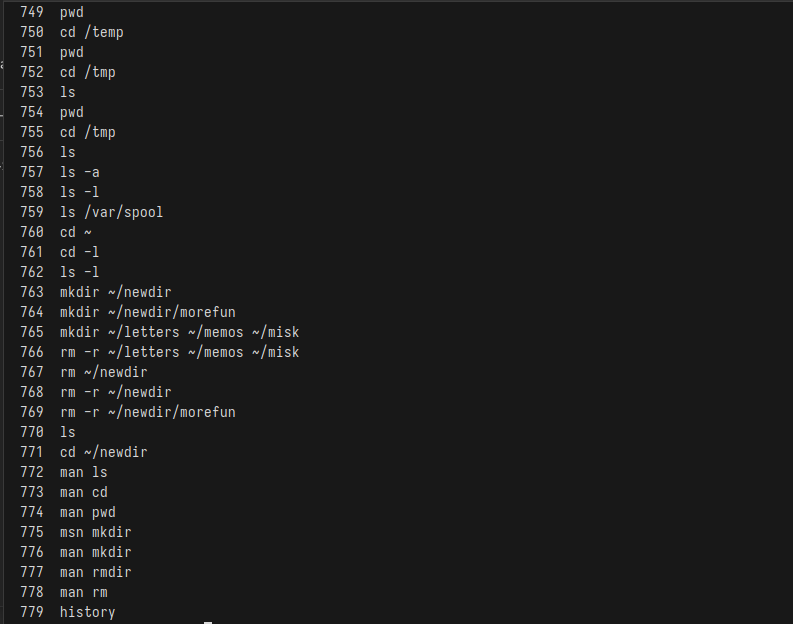 749 pwd
750 cd /temp
751 pwd
752 cd /tmp
753 ls
754 pwd
755 cd /tmp
756 ls
757 ls -a
758 ls -l
759 ls /var/spool
760 cd ~
761 cd -l
762 ls -l
763 mkdir ~/newdir
764 mkdir ~/newdir/morefun
765 mkdir ~/letters ~/memos ~/misk
766 rm -r ~/letters ~/memos ~/misk
767 rm ~/newdir
768 rm -r ~/newdir
769 rm -r ~/newdir/morefun
770 ls
771 cd ~/newdir
772 man ls
773 man cd
774 man pwd
775 msn mkdir
776 man mkdir
777 man rmdir
778 man rm
779 history